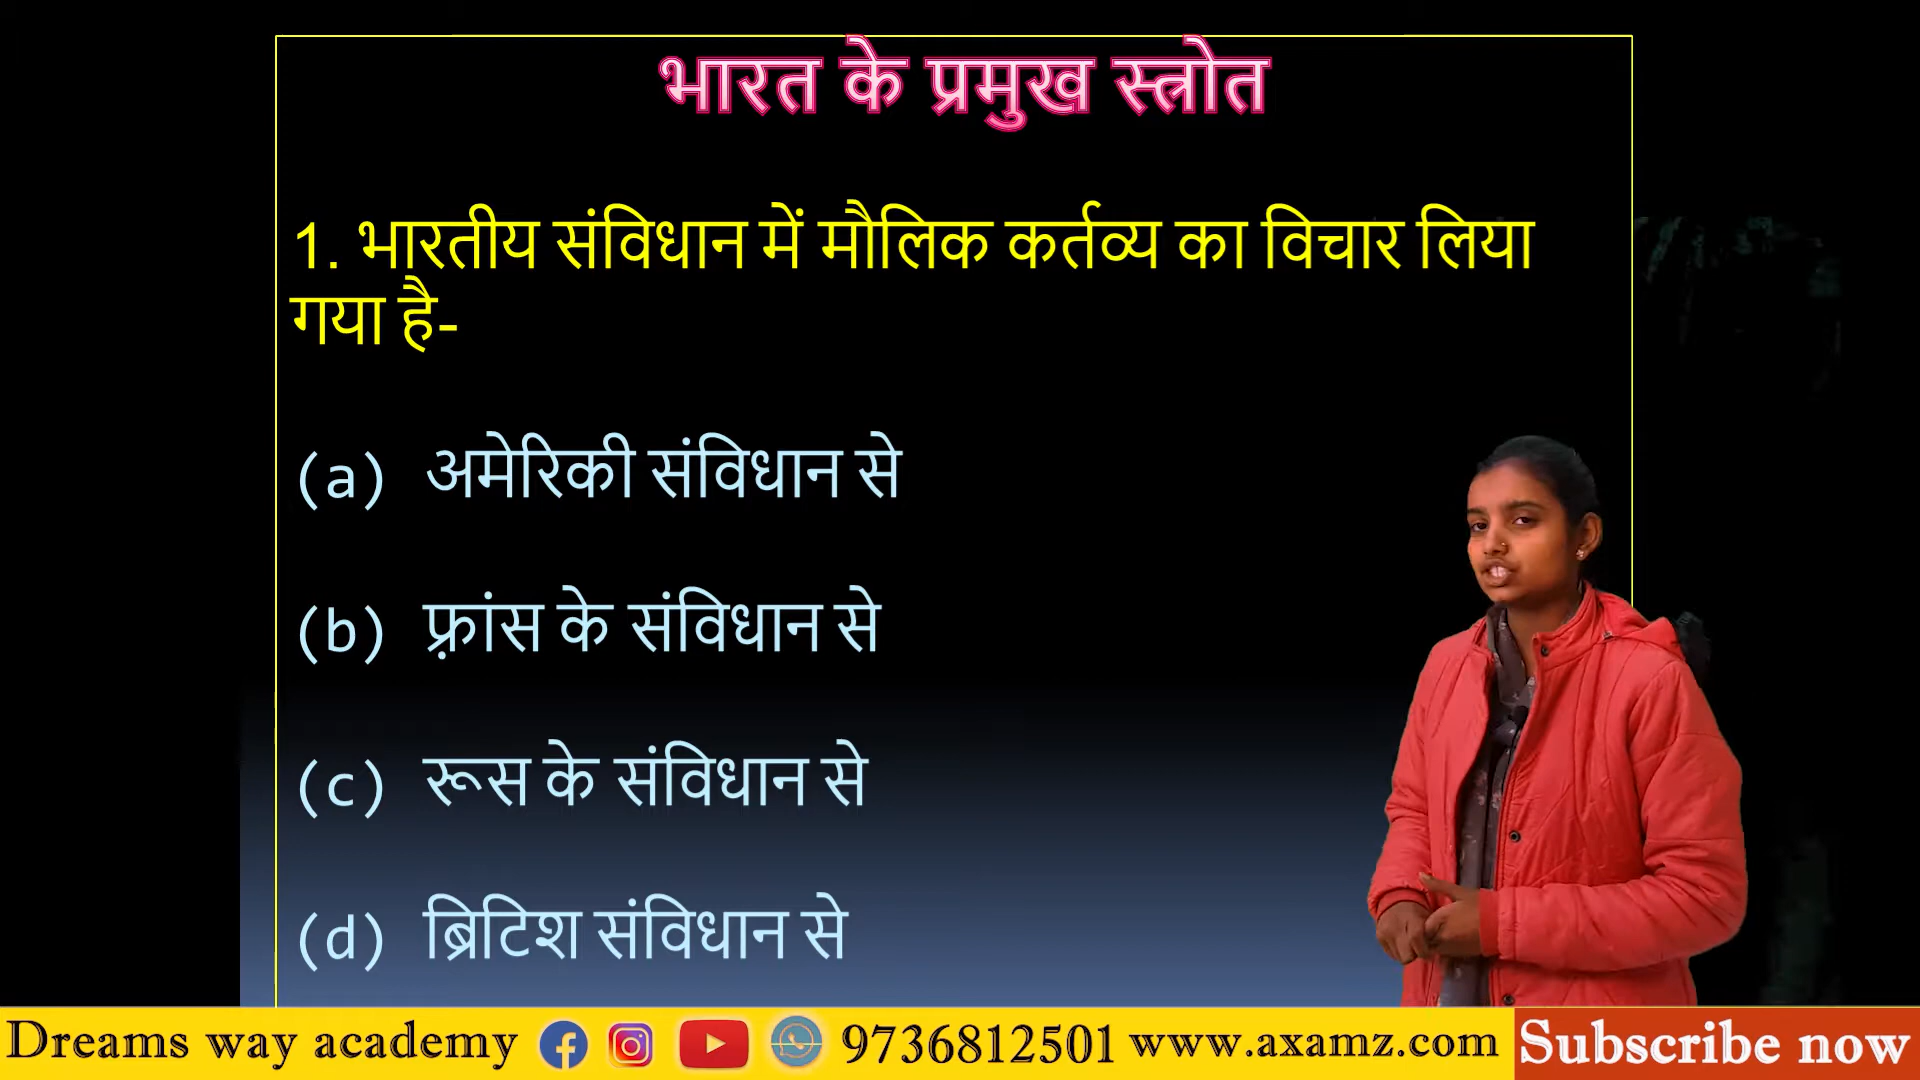 भारत के प्रमुख स्त्रोत
1. भारतीय संविधान में मौलिक कर्तव्य का विचार लिया
गया है-
(a) अमेरिकी संविधान से
(b) फ़्रांस के संविधान से
(c) रूस के संविधान से
(d) ब्रिटिश संविधान से
Dreams way academy 9736812501 www.axamz.com Subscribe now